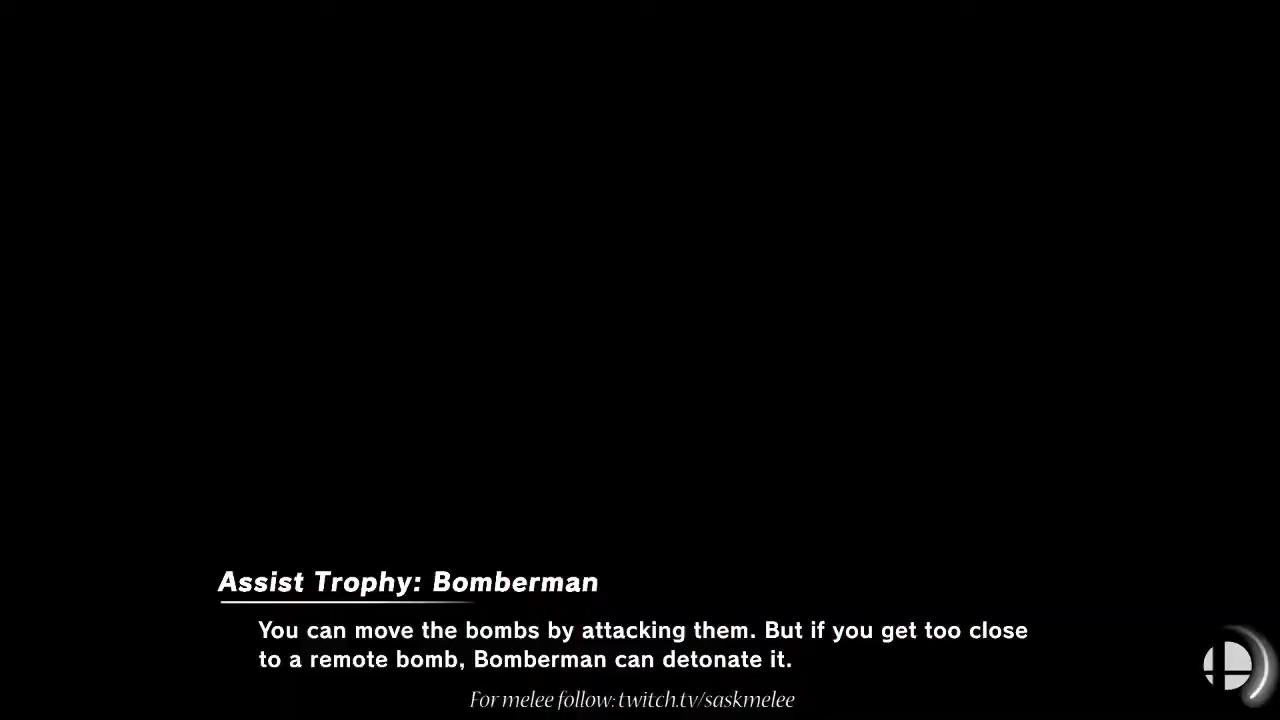 Assist Trophy: Bomberman
You can move the bombs by attacking them. But if you get too close
to a remote bomb, Bomberman can detonate it.
For melee follow: twitch.tv/saskmelee